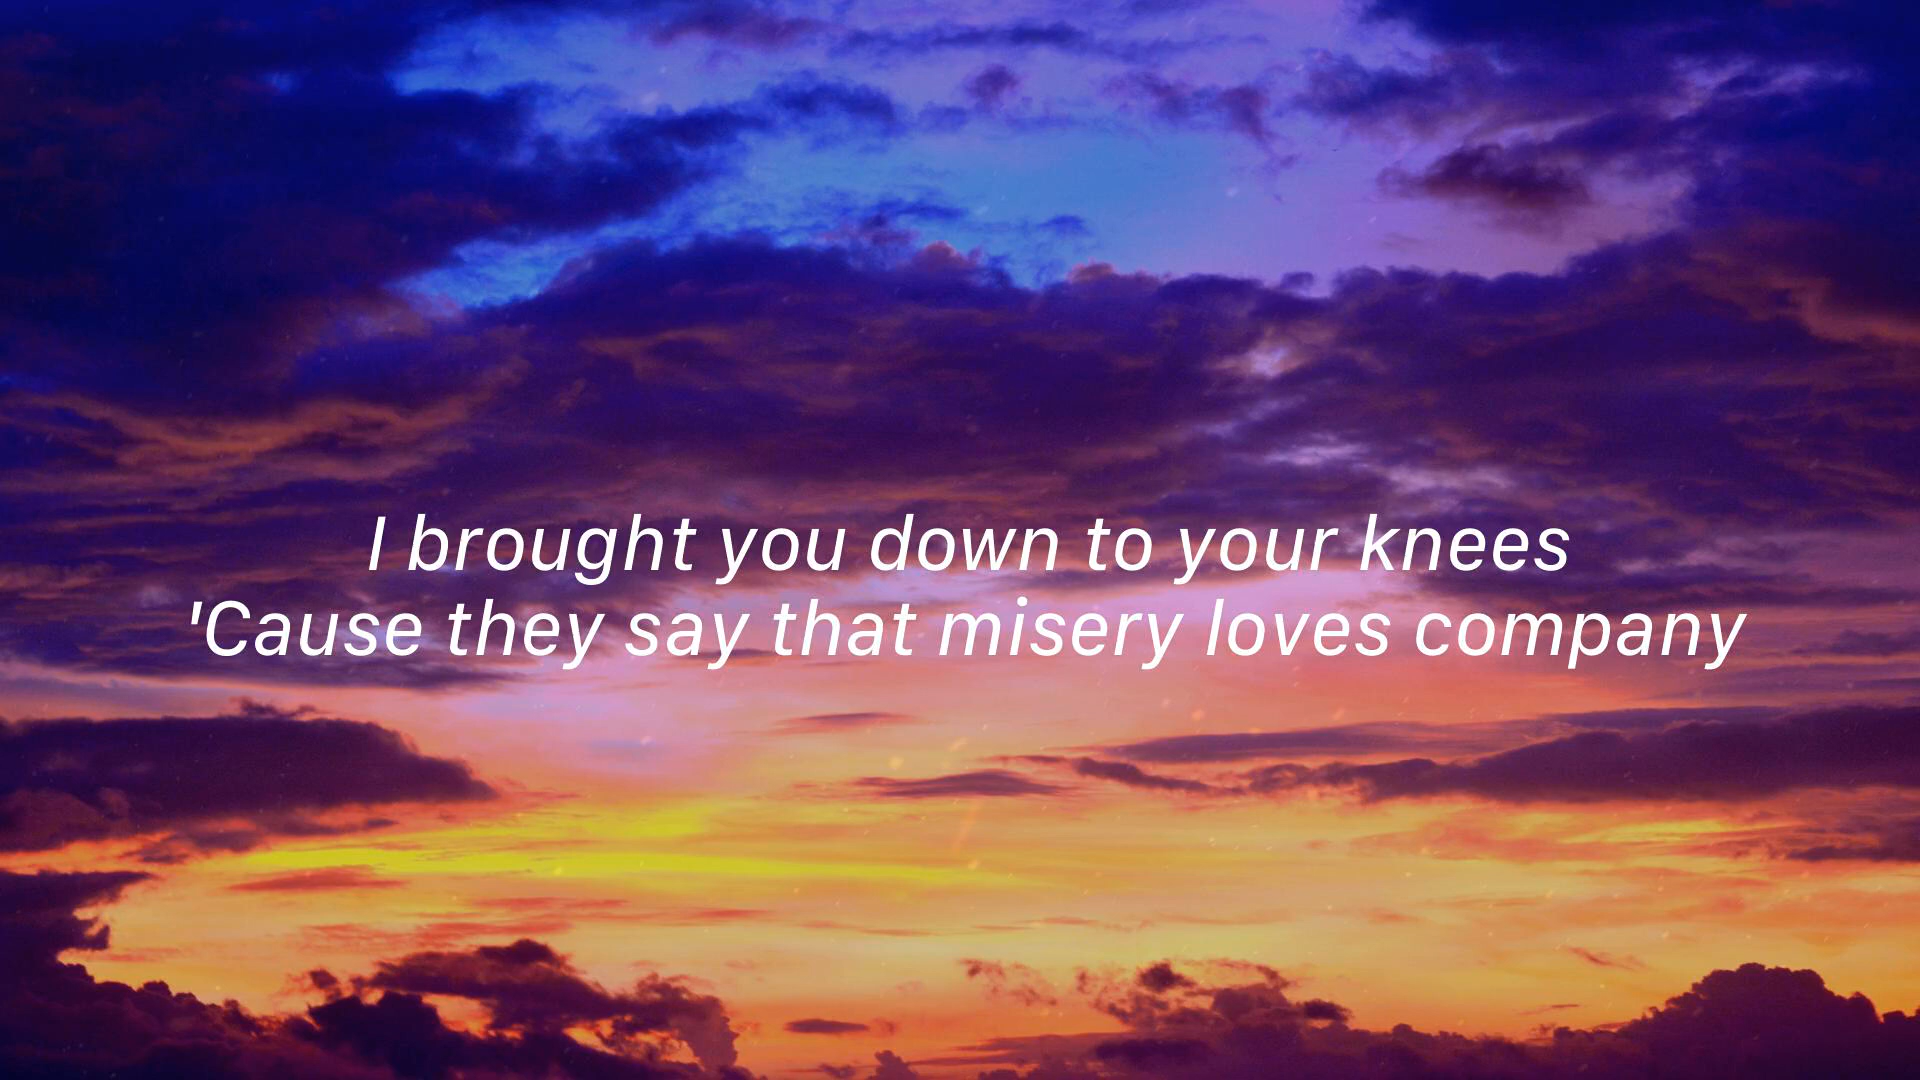 I brought you down to your knees
'Cause they say that misery loves company